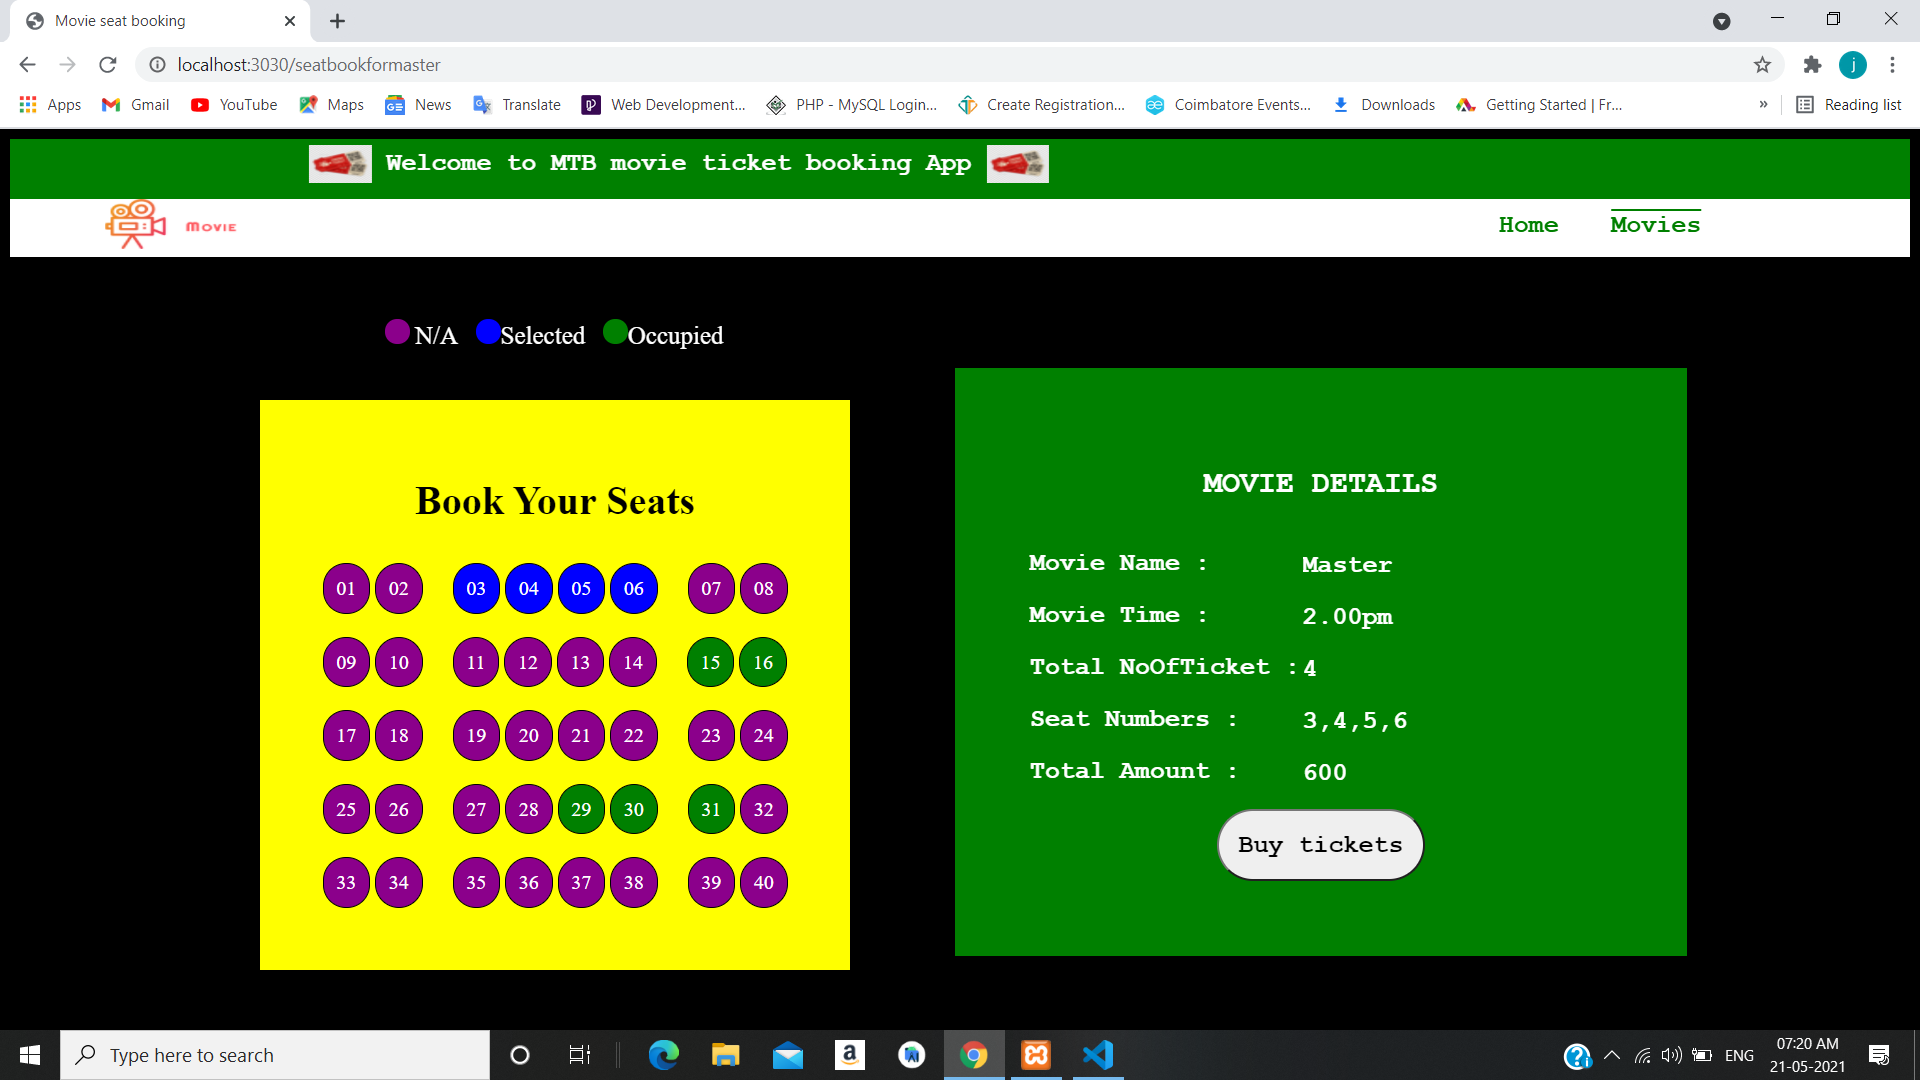 Movie seat booking
localhost:3030/seatbookformaster
Apps Gmail YouTube Maps News Translate Web Development... PHP - MySQL Login... Create Registration... Coimbatore Events... Downloads Getting Started | Fr... » Reading list
j
Welcome to MTB movie ticket booking App
Movie
Home Movies
N/A Selected Occupied
Book Your Seats
01 02 03 04 05 06 07 08
09 10 11 12 13 14 15 16
17 18 19 20 21 22 23 24
25 26 27 28 29 30 31 32
33 34 35 36 37 38 39 40
MOVIE DETAILS
Movie Name : Master
Movie Time : 2.00pm
Total NoOfTicket : 4
Seat Numbers : 3,4,5,6
Total Amount : 600
Buy tickets
Type here to search
ENG
07:20 AM
21-05-2021